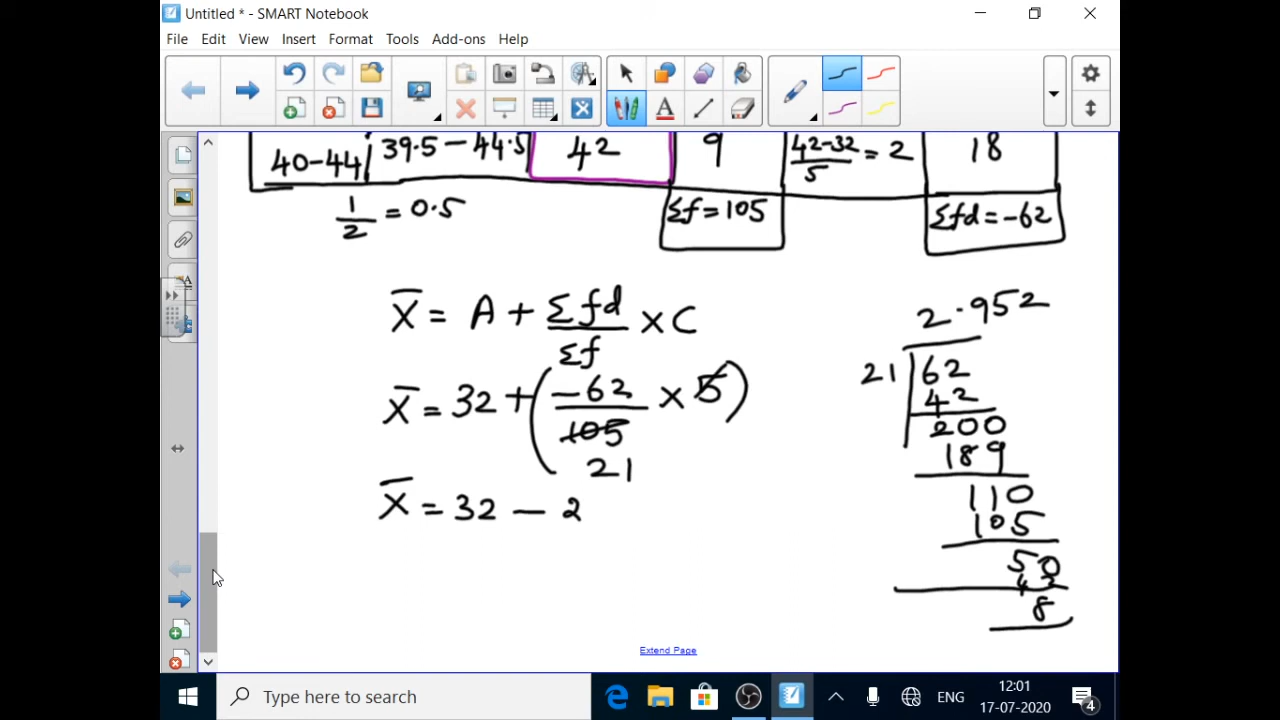 Untitled * - SMART Notebook
File Edit View Insert Format Tools Add-ons Help
40-44 39.5 - 44.5 42 9 42-32/5 = 2 18
1/2 = 0.5 Σf = 105 Σfd = -62
X̄ = A + Σfd/Σf × C
X̄ = 32 + (-62/105 × 5)
21
X̄ = 32 - 2
2.952
21 62
42
200
189
110
105
50
42
8
Extend Page
Type here to search
ENG
12:01
17-07-2020
4